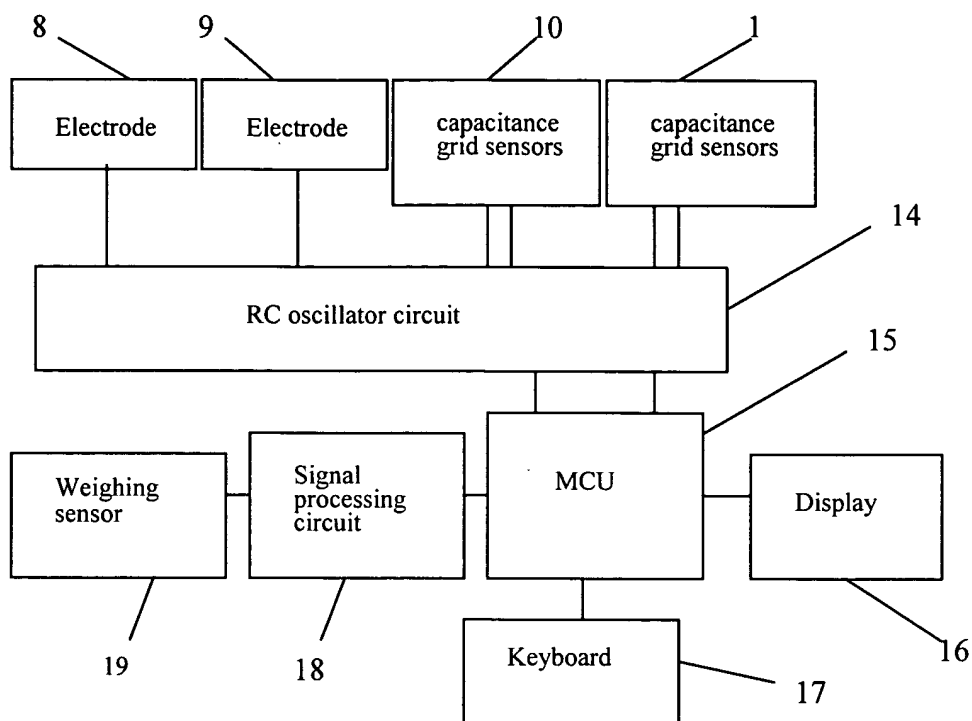 8
9
10
1
Electrode
Electrode
capacitance
grid sensors
capacitance
grid sensors
14
RC oscillator circuit
15
Weighing
sensor
Signal
processing
circuit
MCU
Display
19
18
Keyboard
17
16